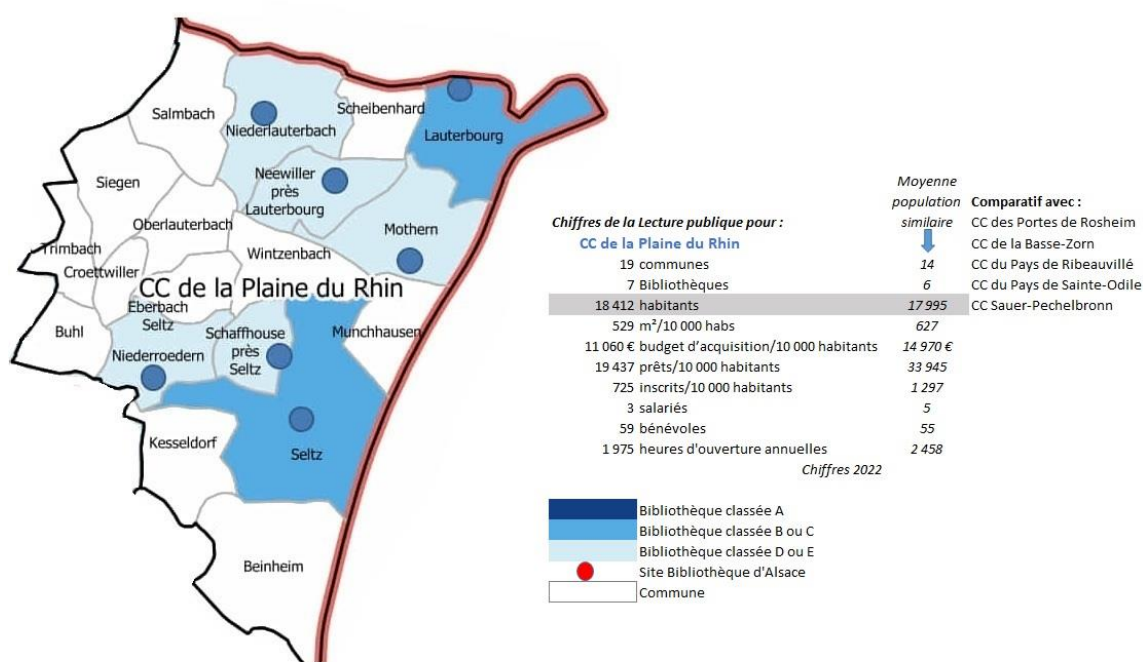 Salmbach
Scheibenhard
Niederlauterbach
Lauterbourg
Siegen
Neewiller
près
Lauterbourg
Oberlauterbach
Mothern
Trimbach
Wintzenbach
Croettwiller
CC de la Plaine du Rhin
Eberbach
Seltz
Buhl
Schaffhouse
près
Seltz
Munchhausen
Niederroedern
Kesseldorf
Seltz
Beinheim
Moyenne
population
similaire
Comparatif avec :
Chiffres de la Lecture publique pour :
CC des Portes de Rosheim
CC de la Plaine du Rhin
CC de la Basse-Zorn
19 communes 14 CC du Pays de Ribeauvillé
7 Bibliothèques 6 CC du Pays de Sainte-Odile
18 412 habitants 17 995 CC Sauer-Pechelbronn
529 m²/10 000 habs 627
11 060 € budget d'acquisition/10 000 habitants 14 970 €
19 437 prêts/10 000 habitants 33 945
725 inscrits/10 000 habitants 1 297
3 salariés 5
59 bénévoles 55
1 975 heures d'ouverture annuelles 2 458
Chiffres 2022
Bibliothèque classée A
Bibliothèque classée B ou C
Bibliothèque classée D ou E
Site Bibliothèque d'Alsace
Commune